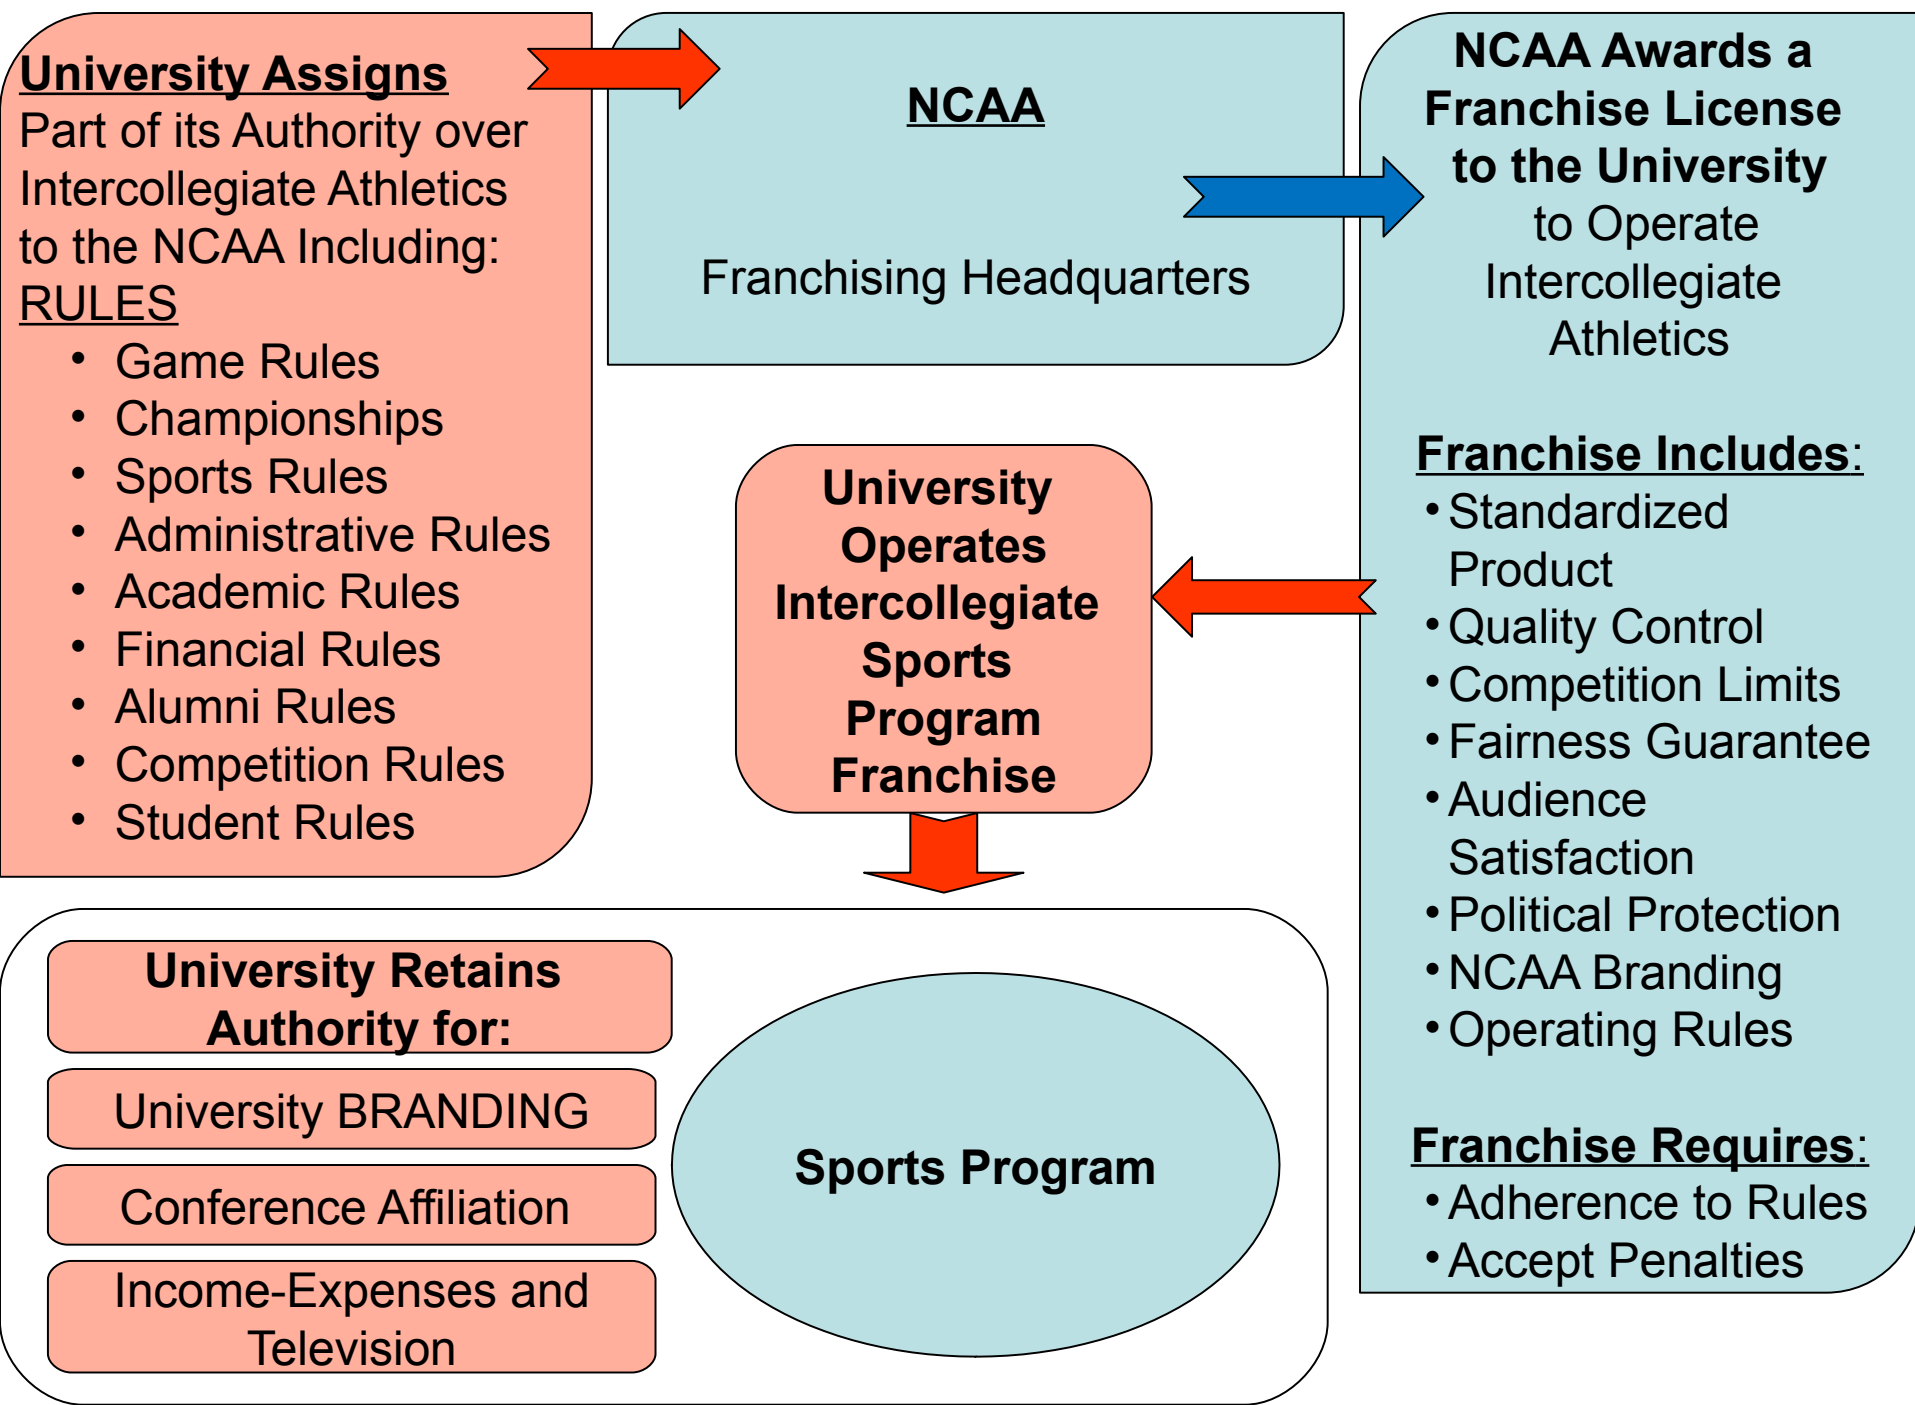 University Assigns
Part of its Authority over
Intercollegiate Athletics
to the NCAA Including:
RULES
• Game Rules
• Championships
• Sports Rules
• Administrative Rules
• Academic Rules
• Financial Rules
• Alumni Rules
• Competition Rules
• Student Rules
NCAA
Franchising Headquarters
NCAA Awards a
Franchise License
to the University
to Operate
Intercollegiate
Athletics
Franchise Includes:
• Standardized
Product
• Quality Control
• Competition Limits
• Fairness Guarantee
• Audience
Satisfaction
• Political Protection
• NCAA Branding
• Operating Rules
Franchise Requires:
• Adherence to Rules
• Accept Penalties
University
Operates
Intercollegiate
Sports
Program
Franchise
University Retains
Authority for:
University BRANDING
Conference Affiliation
Income-Expenses and
Television
Sports Program